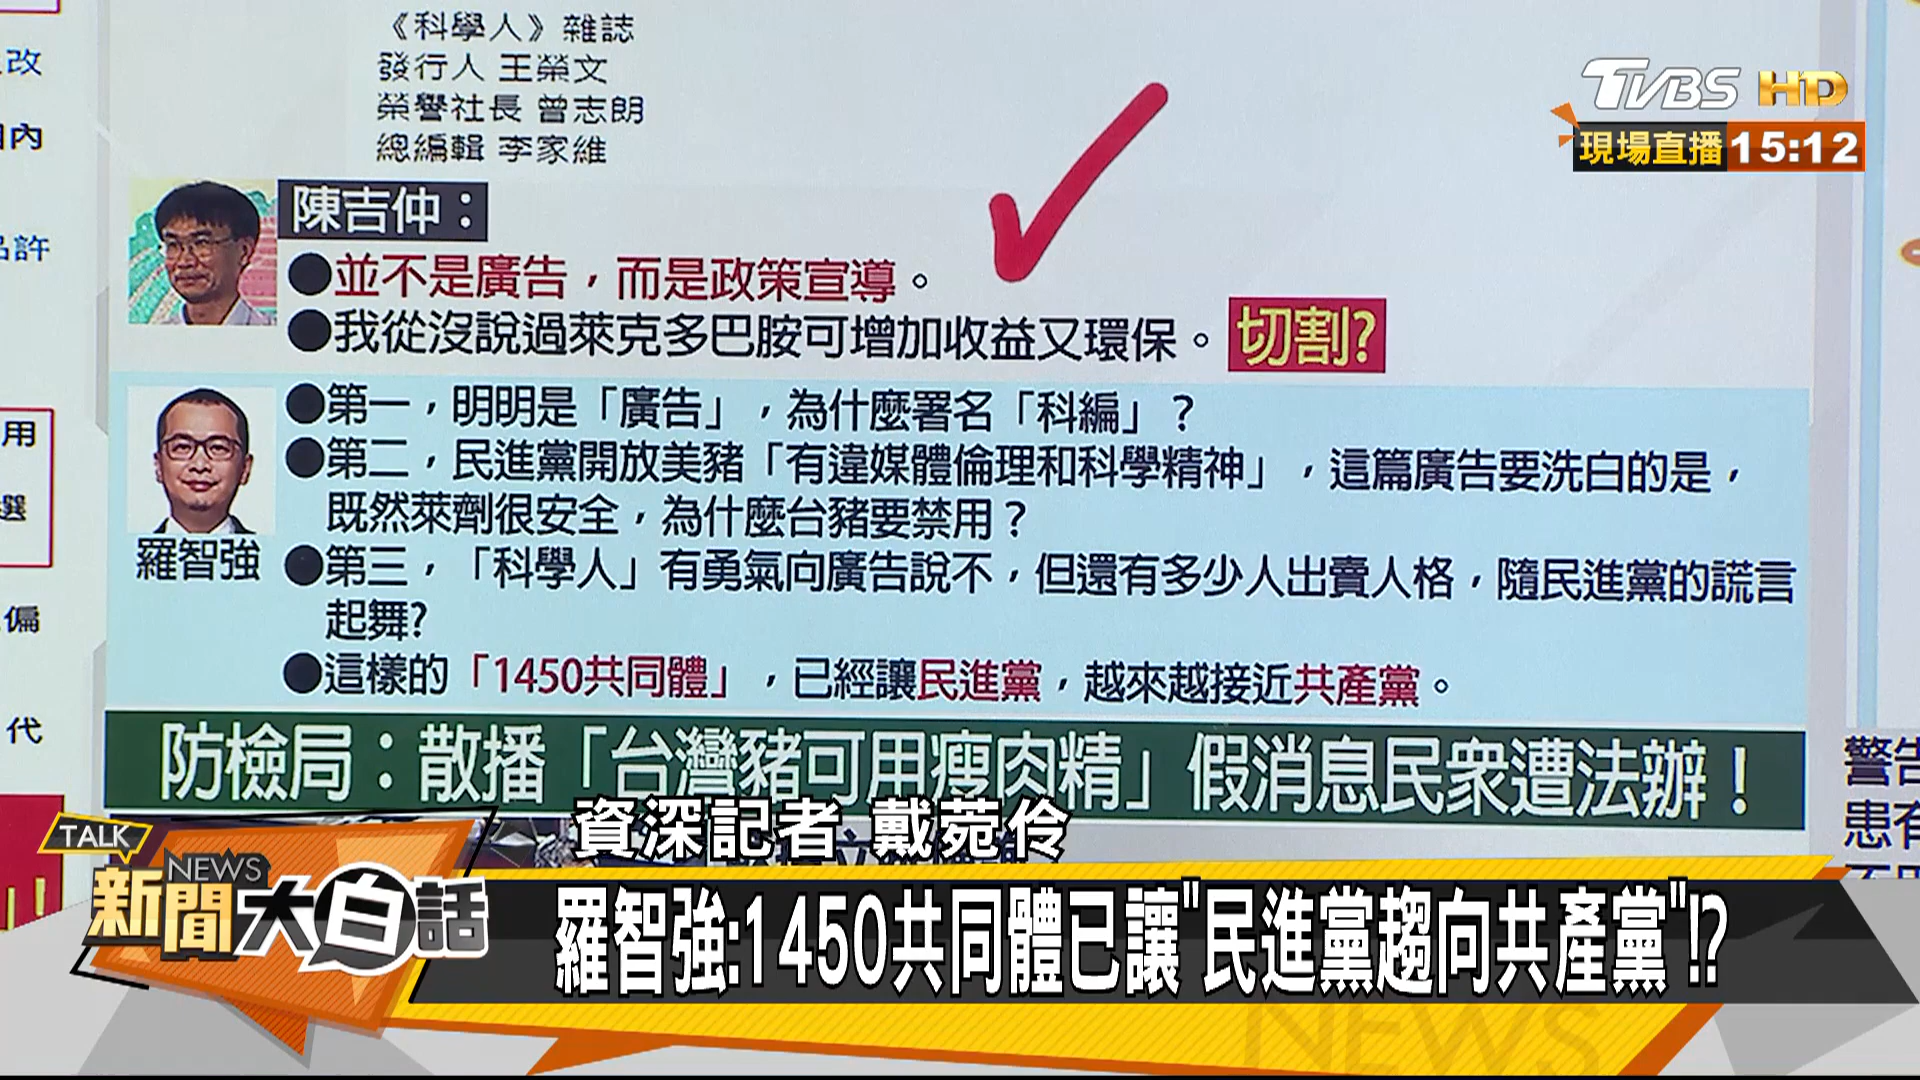 《科學人》雜誌
發行人 王榮文
榮譽社長 曾志朗
總編輯 李家維
TVBS HD
現場直播 15:12
改
內
品許
用
選
偏
代
陳吉仲：
●並不是廣告，而是政策宣導。
●我從沒說過萊克多巴胺可增加收益又環保。
切割?
羅智強
●第一，明明是「廣告」，為什麼署名「科編」？
●第二，民進黨開放美豬「有違媒體倫理和科學精神」，這篇廣告要洗白的是，
既然萊劑很安全，為什麼台豬要禁用？
●第三，「科學人」有勇氣向廣告說不，但還有多少人出賣人格，隨民進黨的謊言
起舞?
●這樣的「1450共同體」，已經讓民進黨，越來越接近共產黨。
防檢局：散播「台灣豬可用瘦肉精」假消息民眾遭法辦！
警告
患有
資深記者 戴菀伶
TALK
NEWS
新聞大白話
羅智強:1450共同體已讓"民進黨趨向共產黨"!?
NEWS